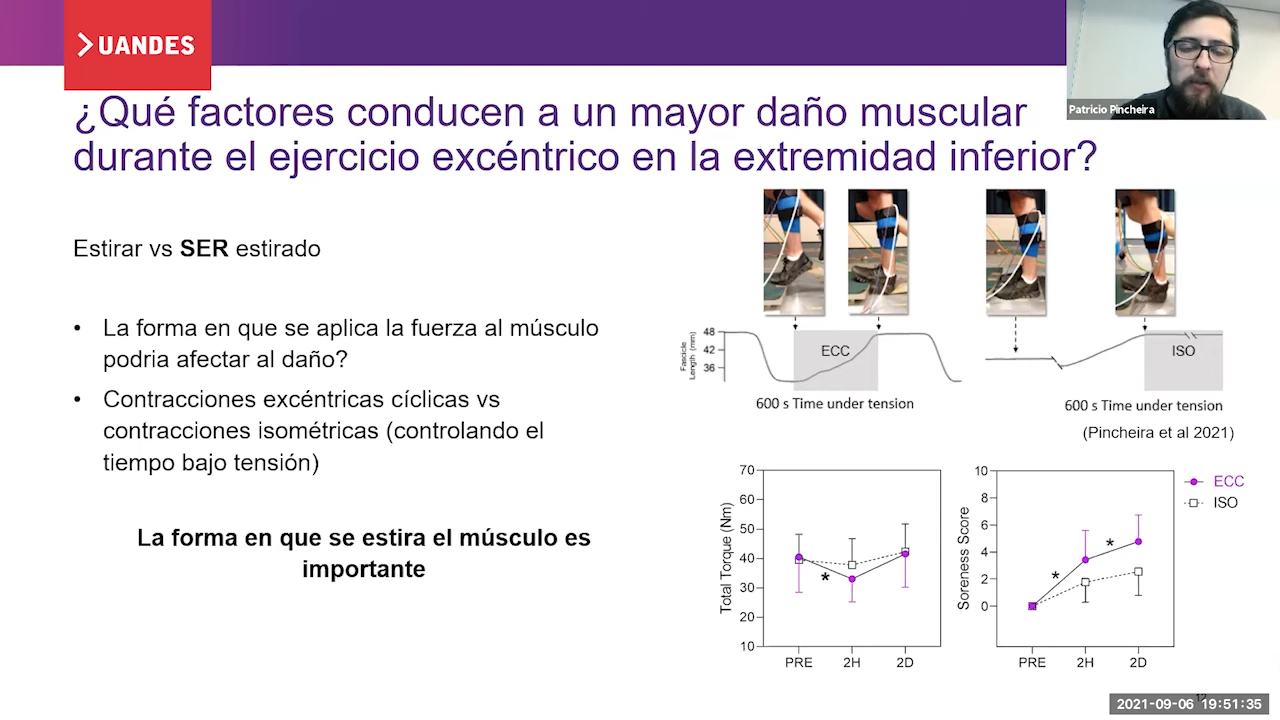 UANDES
Patricio Pincheira
¿Qué factores conducen a un mayor daño muscular
durante el ejercicio excéntrico en la extremidad inferior?
Estirar vs SER estirado
• La forma en que se aplica la fuerza al músculo
podria afectar al daño?
• Contracciones excéntricas cíclicas vs
contracciones isométricas (controlando el
tiempo bajo tensión)
La forma en que se estira el músculo es
importante
Fascicle
Length (mm)
48
42
36
ECC
600 s Time under tension
ISO
600 s Time under tension
(Pincheira et al 2021)
Total Torque (Nm)
70
60
50
40
30
20
10
*
PRE 2H 2D
Soreness Score
10
8
6
4
2
0
* *
PRE 2H 2D
ECC
ISO
2021-09-06 19:51:35